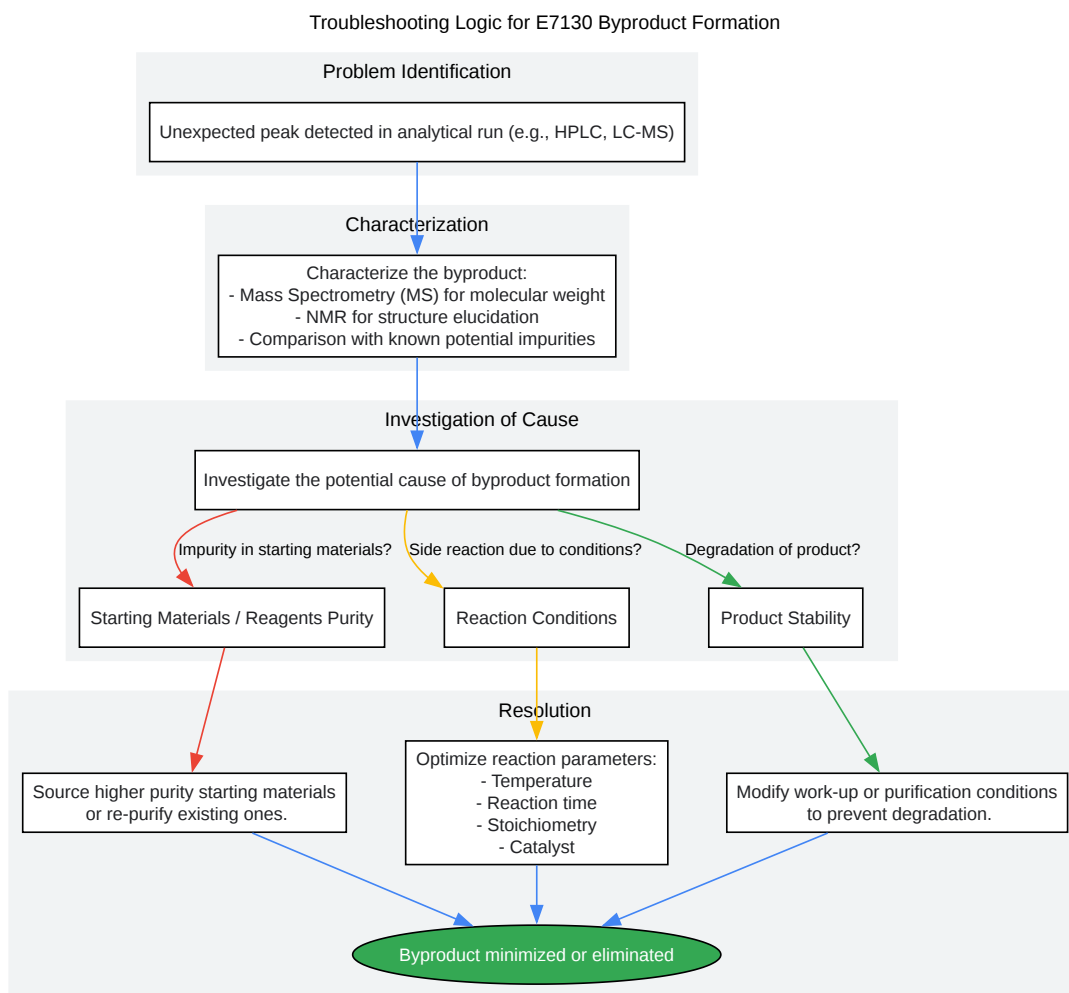 Troubleshooting Logic for E7130 Byproduct Formation
Problem Identification
Unexpected peak detected in analytical run (e.g., HPLC, LC-MS)
Characterization
Characterize the byproduct:
- Mass Spectrometry (MS) for molecular weight
- NMR for structure elucidation
- Comparison with known potential impurities
Investigation of Cause
Investigate the potential cause of byproduct formation
Impurity in starting materials?
Side reaction due to conditions?
Degradation of product?
Starting Materials / Reagents Purity
Reaction Conditions
Product Stability
Resolution
Source higher purity starting materials
or re-purify existing ones.
Optimize reaction parameters:
- Temperature
- Reaction time
- Stoichiometry
- Catalyst
Modify work-up or purification conditions
to prevent degradation.
Byproduct minimized or eliminated